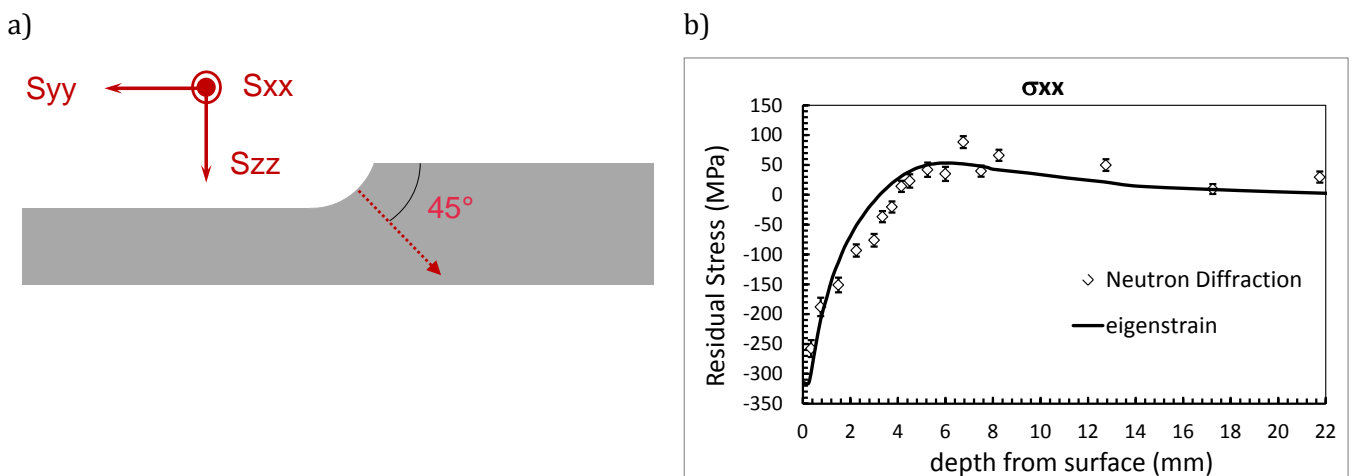 a)
b)
Syy
Sxx
Szz
45°
σxx
Residual Stress (MPa)
150
100
50
0
-50
-100
-150
-200
-250
-300
-350
Neutron Diffraction
eigenstrain
0 2 4 6 8 10 12 14 16 18 20 22
depth from surface (mm)